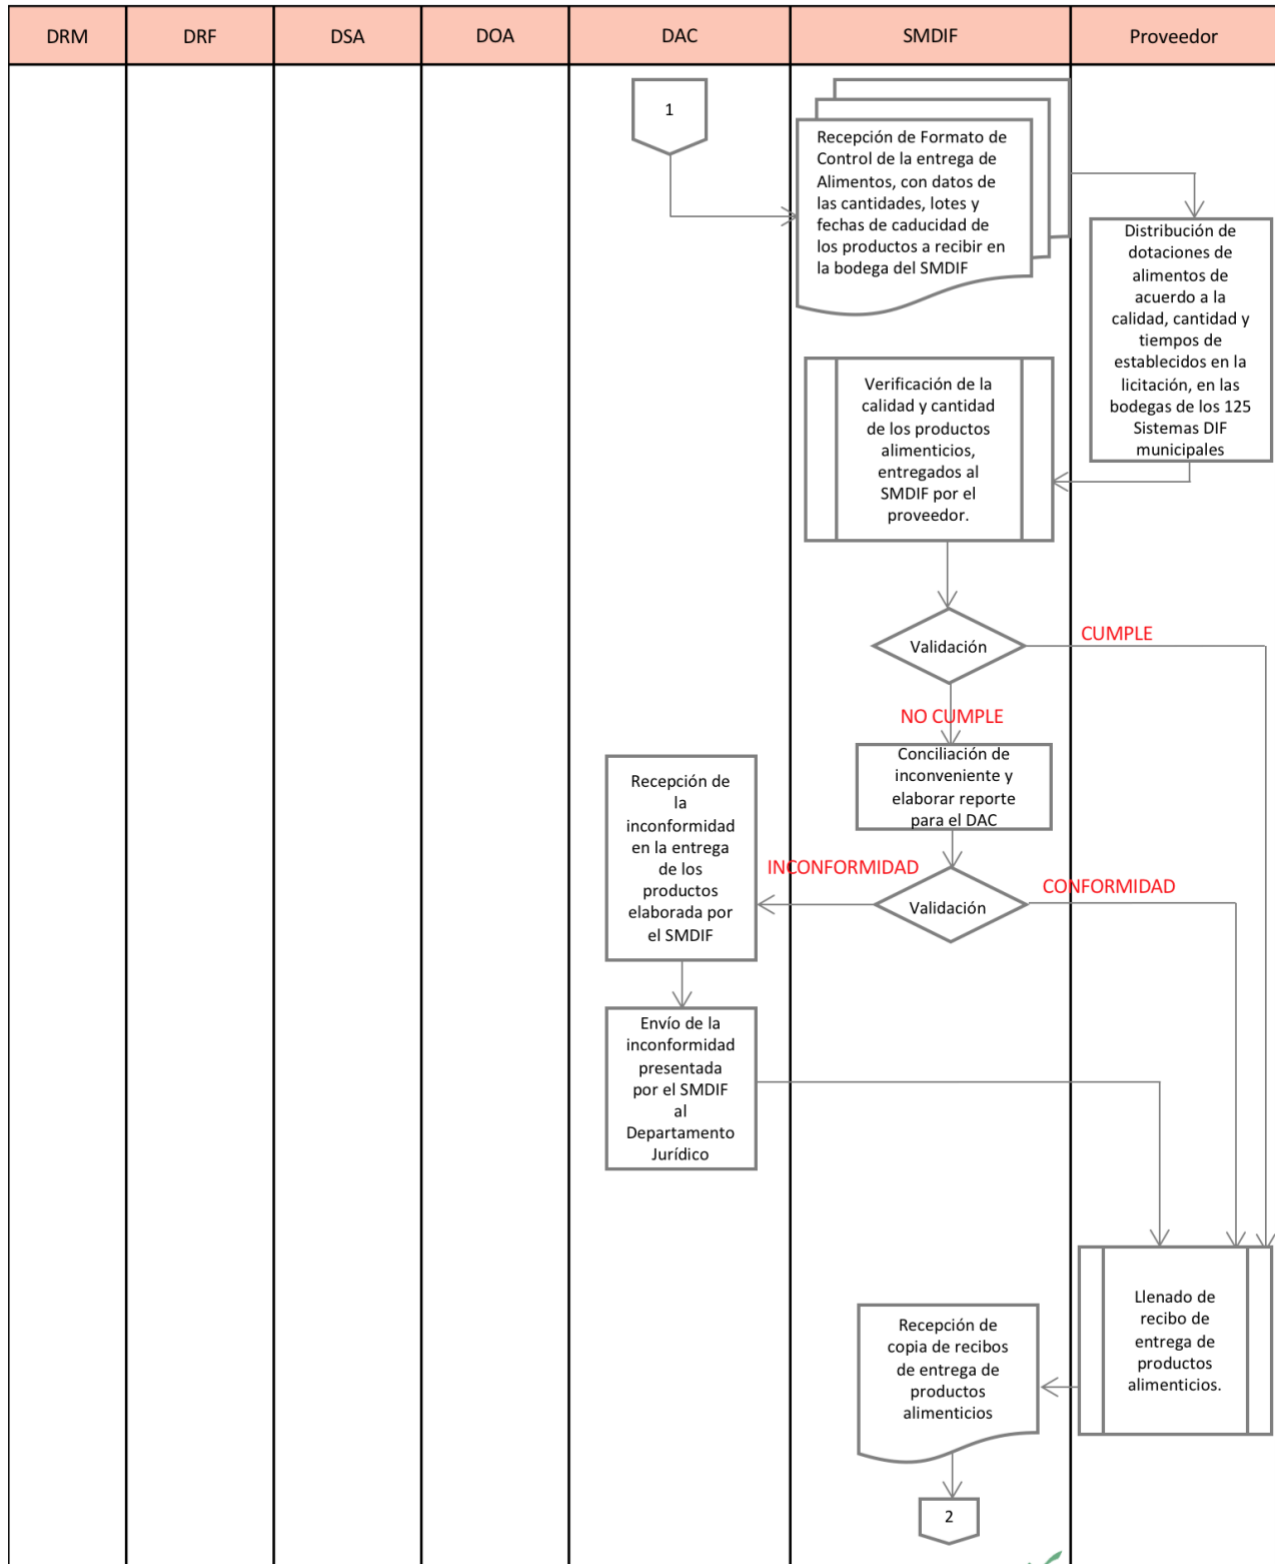 DRM
DRF
DSA
DOA
DAC
SMDIF
Proveedor
1
Recepción de Formato de
Control de la entrega de
Alimentos, con datos de
las cantidades, lotes y
fechas de caducidad de
los productos a recibir en
la bodega del SMDIF
Distribución de
dotaciones de
alimentos de
acuerdo a la
calidad, cantidad y
tiempos de
establecidos en la
licitación, en las
bodegas de los 125
Sistemas DIF
municipales
Verificación de la
calidad y cantidad
de los productos
alimenticios,
entregados al
SMDIF por el
proveedor.
Validación
CUMPLE
NO CUMPLE
Conciliación de
inconveniente y
elaborar reporte
para el DAC
Validación
INCONFORMIDAD
CONFORMIDAD
Recepción de
la
inconformidad
en la entrega
de los
productos
elaborada por
el SMDIF
Envío de la
inconformidad
presentada
por el SMDIF
al
Departamento
Jurídico
Llenado de
recibo de
entrega de
productos
alimenticios.
Recepción de
copia de recibos
de entrega de
productos
alimenticios
2